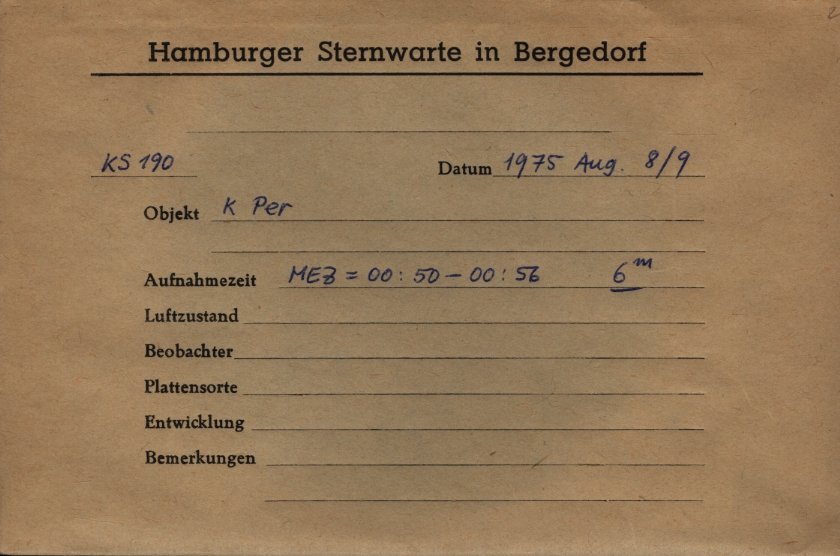 Hamburger Sternwarte in Bergedorf
KS 190 Datum 1975 Aug. 8/9
Objekt K Per
Aufnahmezeit MEZ = 00:50 – 00:56 6ᵐ
Luftzustand
Beobachter
Plattensorte
Entwicklung
Bemerkungen